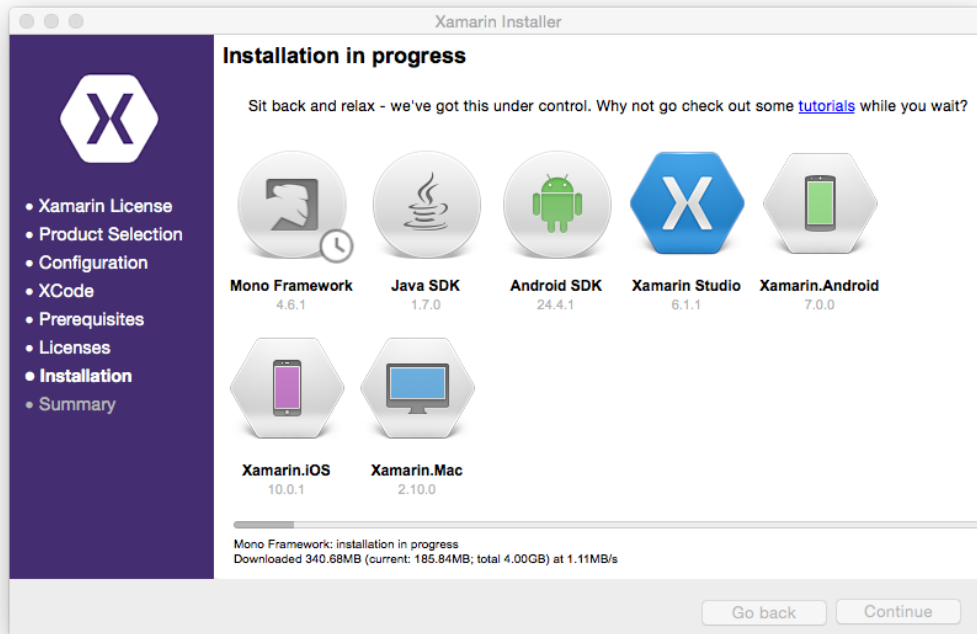 Xamarin Installer
Installation in progress
Sit back and relax - we've got this under control. Why not go check out some tutorials while you wait?
• Xamarin License
• Product Selection
• Configuration
• XCode
• Prerequisites
• Licenses
• Installation
• Summary
Mono Framework Java SDK Android SDK Xamarin Studio Xamarin.Android
4.6.1 1.7.0 24.4.1 6.1.1 7.0.0
Xamarin.iOS Xamarin.Mac
10.0.1 2.10.0
Mono Framework: installation in progress
Downloaded 340.68MB (current: 185.84MB; total 4.00GB) at 1.11MB/s
Go back Continue